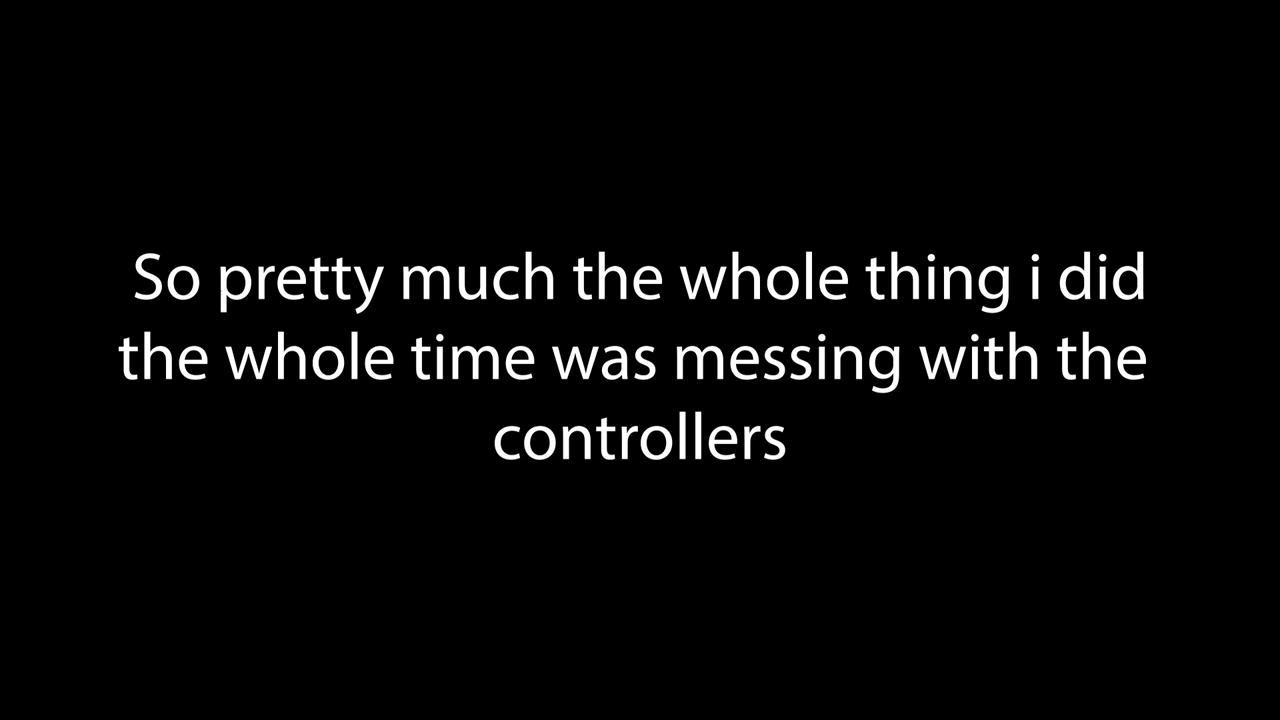 So pretty much the whole thing i did
the whole time was messing with the
controllers